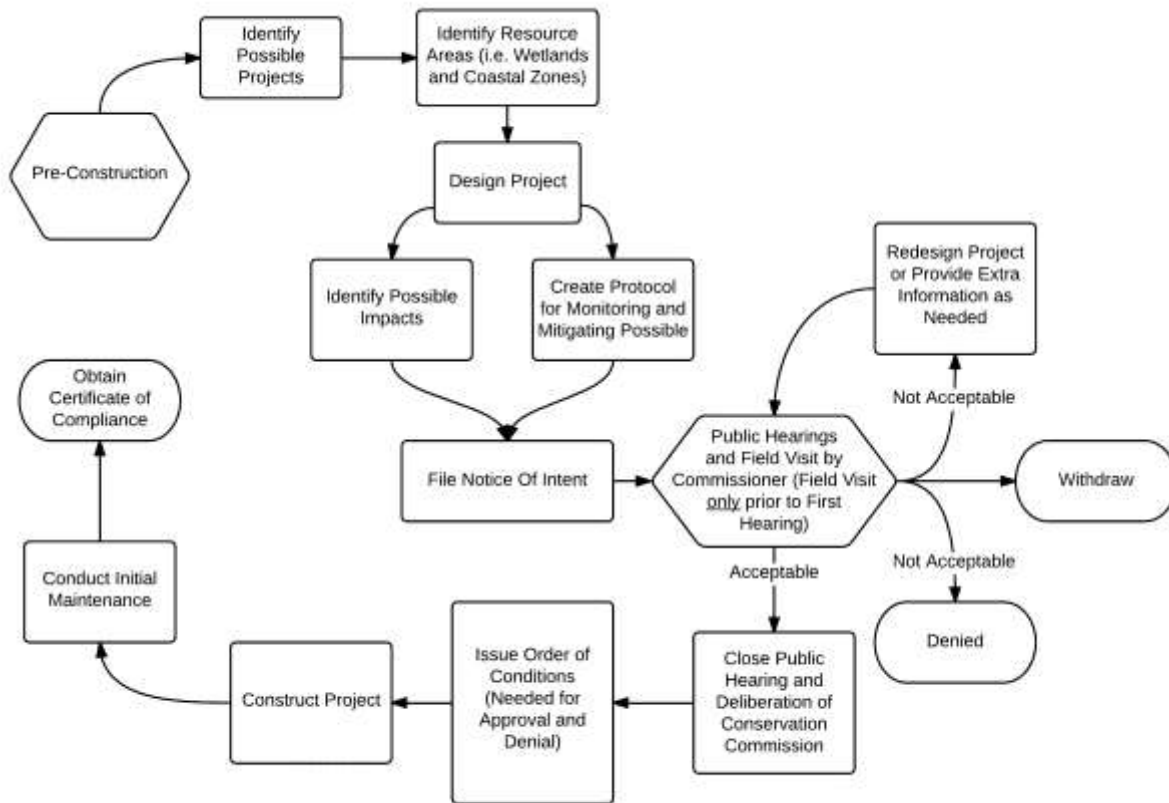 Identify
Possible
Projects
Identify Resource
Areas (i.e. Wetlands
and Coastal Zones)
Pre-Construction
Design Project
Identify Possible
Impacts
Create Protocol
for Monitoring and
Mitigating Possible
Redesign Project
or Provide Extra
Information as
Needed
Not Acceptable
Obtain
Certificate of
Compliance
File Notice Of Intent
Public Hearings
and Field Visit by
Commissioner (Field Visit
only prior to First
Hearing)
Withdraw
Not Acceptable
Acceptable
Denied
Conduct Initial
Maintenance
Construct Project
Issue Order of
Conditions
(Needed for
Approval and
Denial)
Close Public
Hearing and
Deliberation of
Conservation
Commission